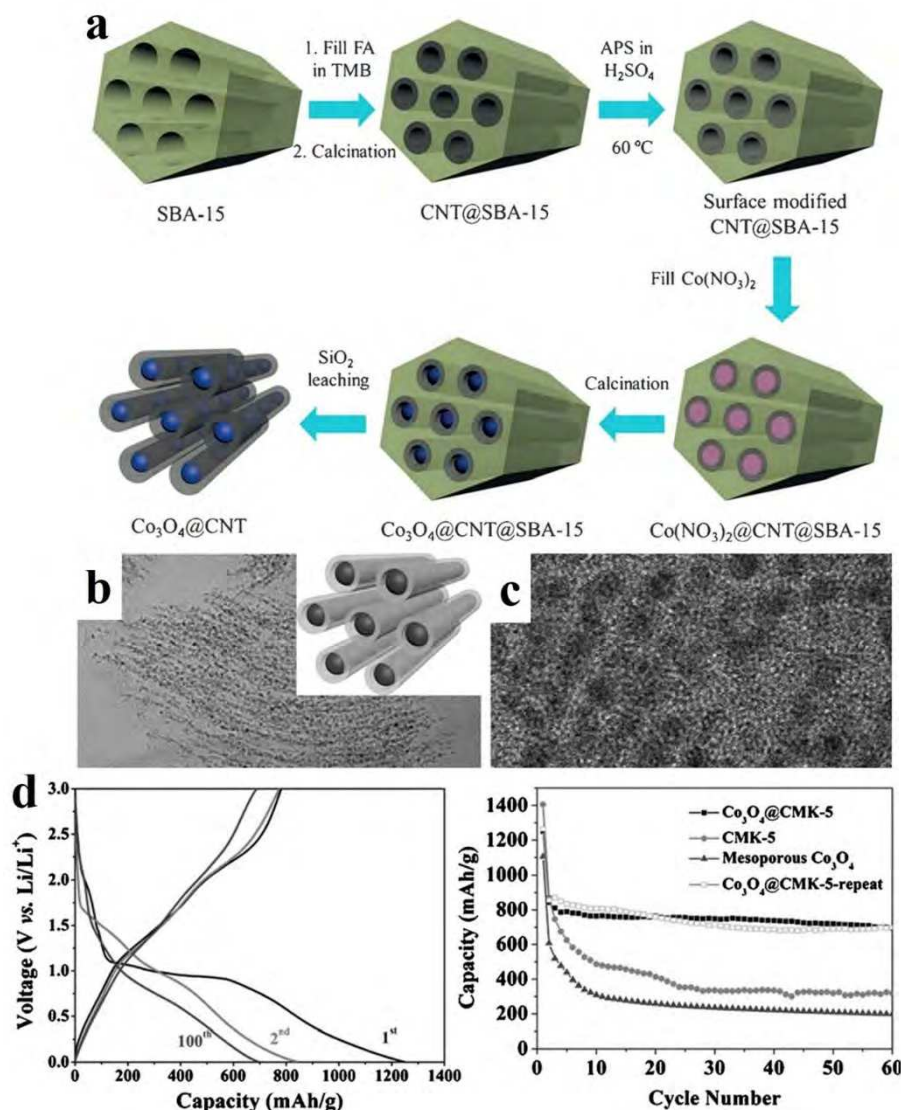 a
1. Fill FA
in TMB
2. Calcination
APS in
H₂SO₄
60 °C
SBA-15
CNT@SBA-15
Surface modified
CNT@SBA-15
Fill Co(NO₃)₂
SiO₂
leaching
Calcination
Co₃O₄@CNT
Co₃O₄@CNT@SBA-15
Co(NO₃)₂@CNT@SBA-15
b
c
d
Voltage (V vs. Li/Li⁺)
3.0
2.5
2.0
1.5
1.0
0.5
0.0
100th
2nd
1st
0 200 400 600 800 1000 1200 1400
Capacity (mAh/g)
Capacity (mAh/g)
1400
1200
1000
800
600
400
200
0
Co₃O₄@CMK-5
CMK-5
Mesoporous Co₃O₄
Co₃O₄@CMK-5-repeat
0 10 20 30 40 50 60
Cycle Number